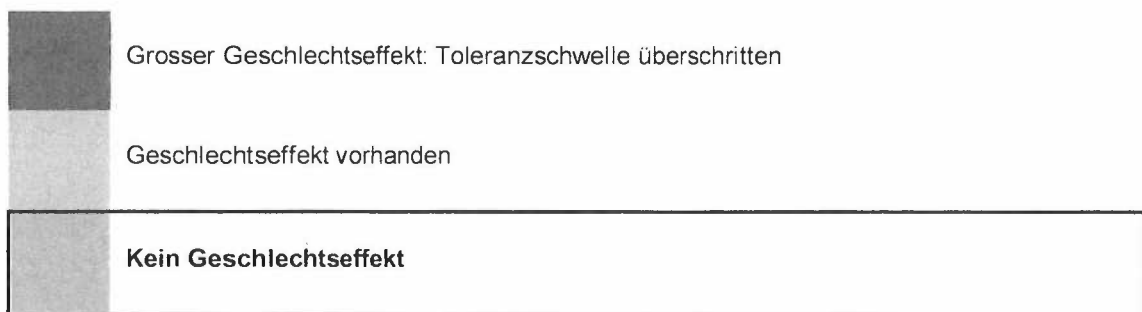 Grosser Geschlechtseffekt: Toleranzschwelle überschritten
Geschlechtseffekt vorhanden
Kein Geschlechtseffekt